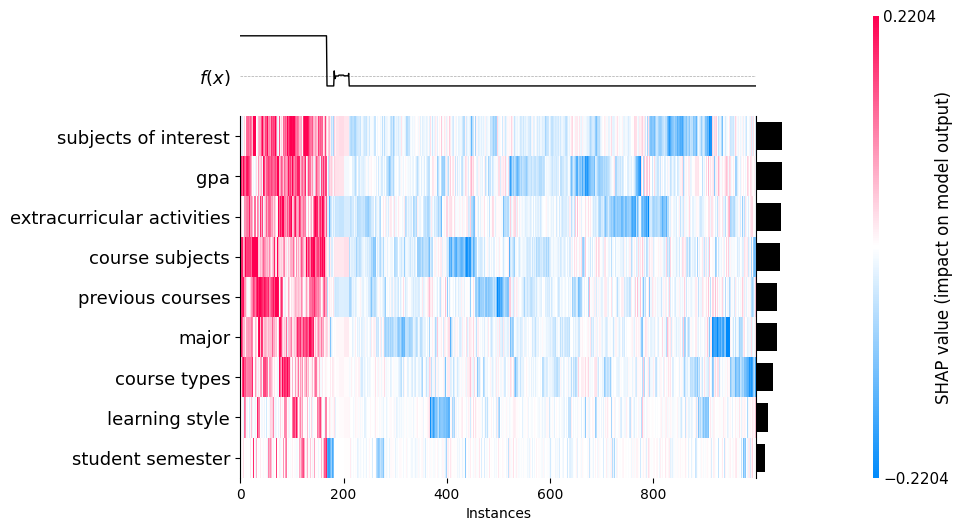 0.2204
f(x)
subjects of interest
gpa
extracurricular activities
course subjects
previous courses
major
course types
learning style
student semester
0 200 400 600 800
Instances
SHAP value (impact on model output)
−0.2204